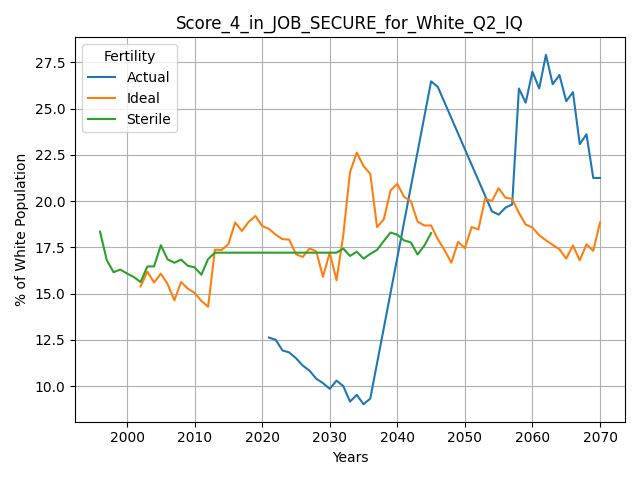 Score_4_in_JOB_SECURE_for_White_Q2_IQ
Fertility
Actual
Ideal
Sterile
27.5
25.0
22.5
20.0
17.5
15.0
12.5
10.0
% of White Population
2000 2010 2020 2030 2040 2050 2060 2070
Years